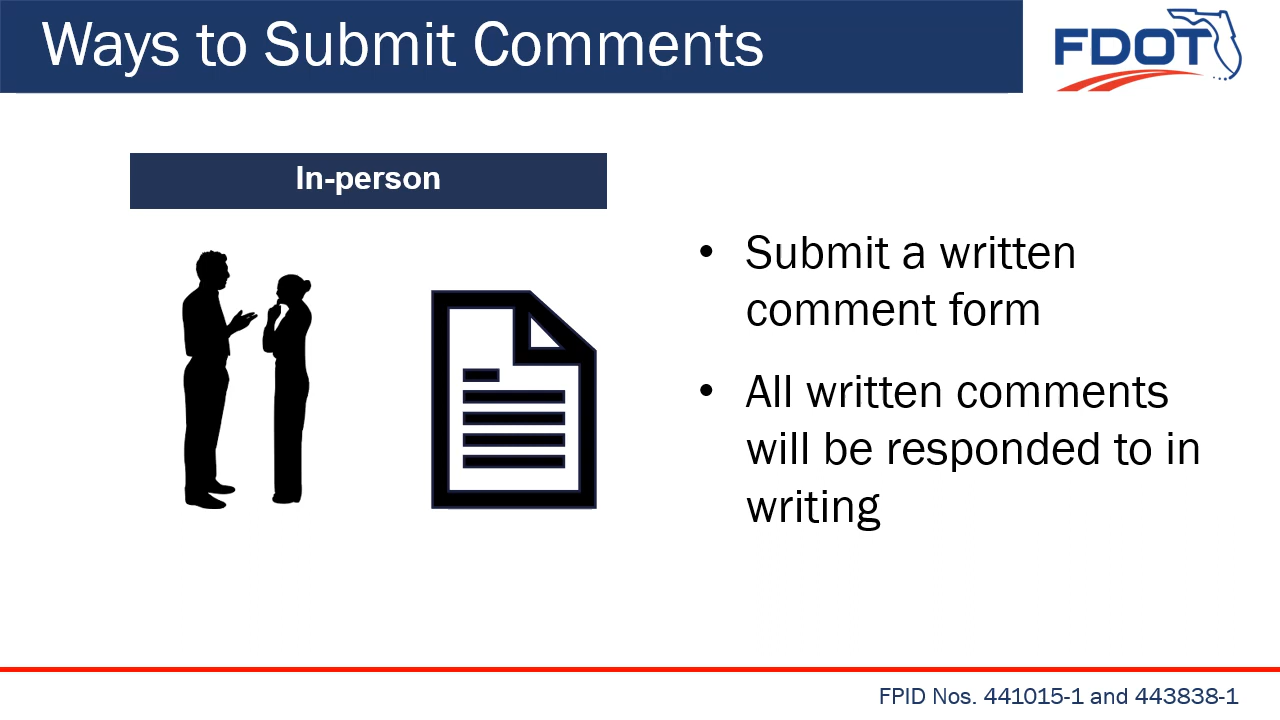 Ways to Submit Comments
FDOT
In-person
• Submit a written
comment form
• All written comments
will be responded to in
writing
FPID Nos. 441015-1 and 443838-1